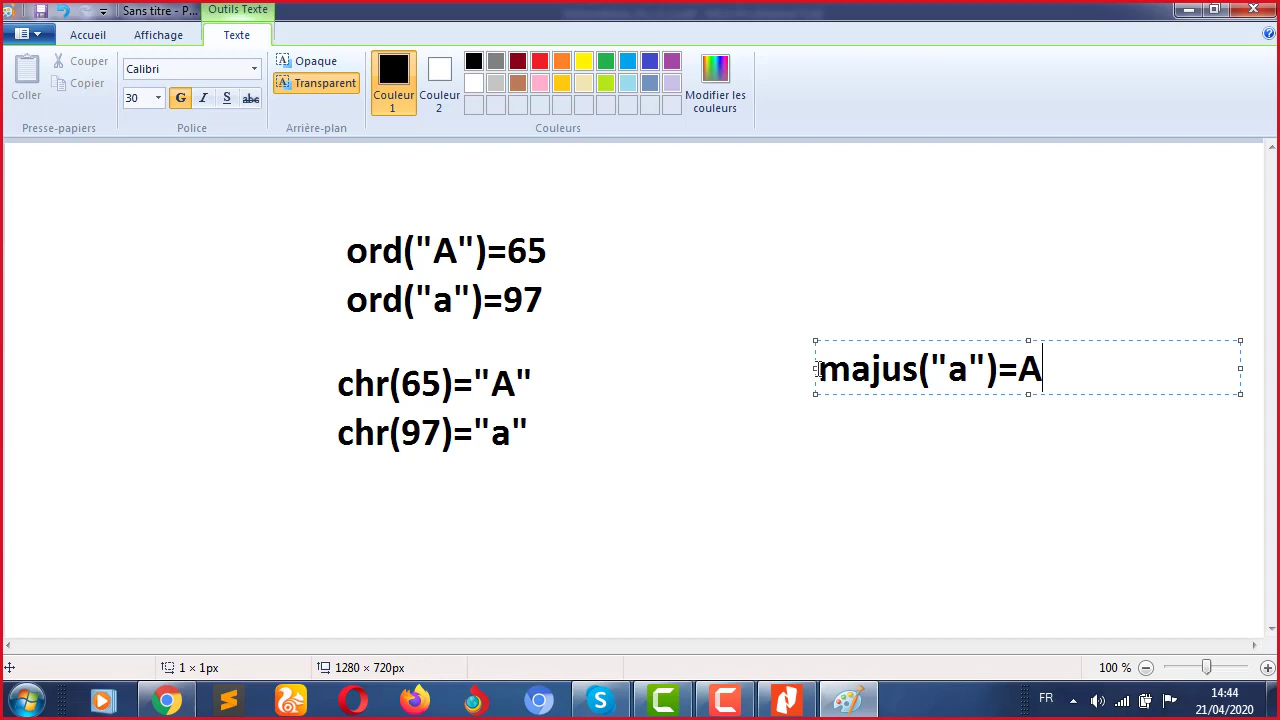 Sans titre - P...
Outils Texte
Accueil
Affichage
Texte
Coller
Couper
Copier
Presse-papiers
Calibri
30
G I S abc
Police
Opaque
Transparent
Arrière-plan
Couleur 1
Couleur 2
Modifier les couleurs
Couleurs
ord("A")=65
ord("a")=97
chr(65)="A"
chr(97)="a"
majus("a")=A
1 × 1px
1280 × 720px
100 %
FR
14:44
21/04/2020